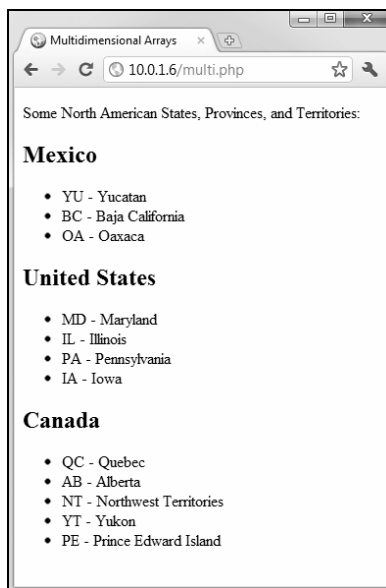 Multidimensional Arrays
10.0.1.6/multi.php
Some North American States, Provinces, and Territories:
Mexico
• YU - Yucatan
• BC - Baja California
• OA - Oaxaca
United States
• MD - Maryland
• IL - Illinois
• PA - Pennsylvania
• IA - Iowa
Canada
• QC - Quebec
• AB - Alberta
• NT - Northwest Territories
• YT - Yukon
• PE - Prince Edward Island